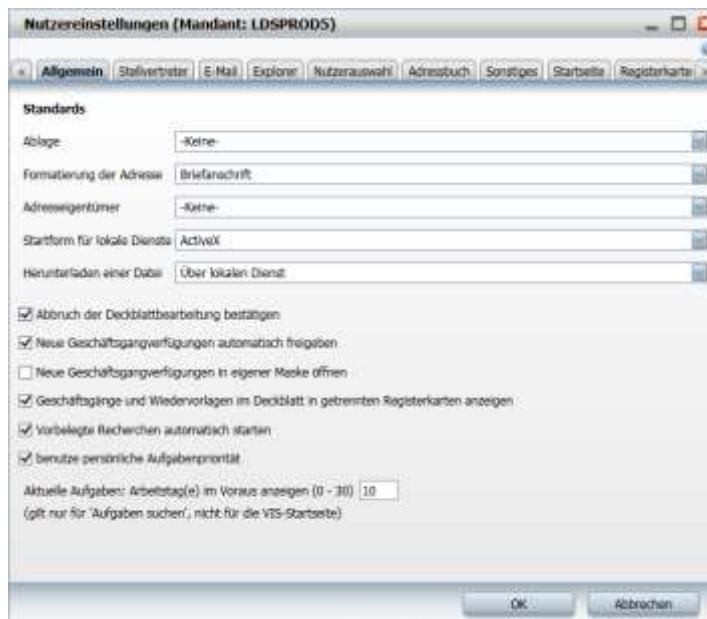 Nutzereinstellungen (Mandant: LDSPROD5)
Allgemein Stellvertreter E-Mail Explorer Nutzerauswahl Adressbuch Sonstiges Startseite Registerkarte
Standards
Ablage -Keine-
Formatierung der Adresse Briefanschrift
Adresseigentümer -Keine-
Startform für lokale Dienste ActiveX
Herunterladen einer Datei Über lokalen Dienst
Abbruch der Deckblattbearbeitung bestätigen
Neue Geschäftsgangverfügungen automatisch freigeben
Neue Geschäftsgangverfügungen in eigener Maske öffnen
Geschäftsgänge und Wiedervorlagen im Deckblatt in getrennten Registerkarten anzeigen
Vorbelegte Recherchen automatisch starten
benutze persönliche Aufgabenpriorität
Aktuelle Aufgaben: Arbeitstag(e) im Voraus anzeigen (0 - 30) 10
(gilt nur für 'Aufgaben suchen', nicht für die VIS-Startseite)
OK Abbrechen